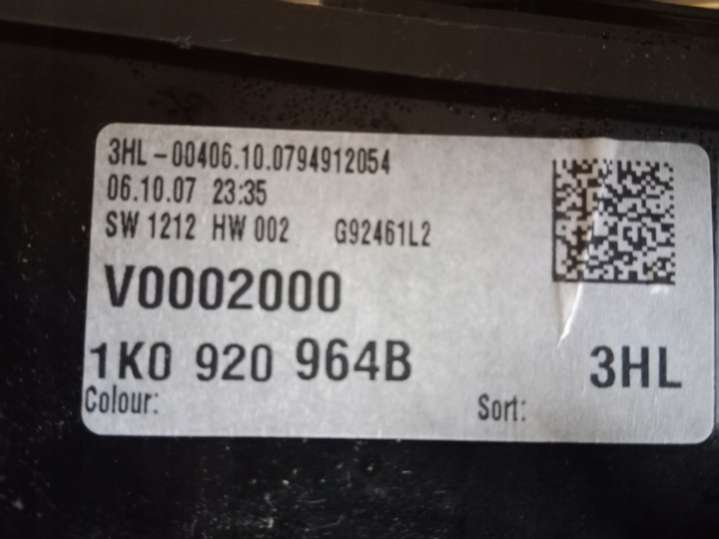 3HL-00406.10.0794912054
06.10.07 23:35
SW 1212 HW 002 G92461L2
V0002000
1K0 920 964B 3HL
Colour: Sort: